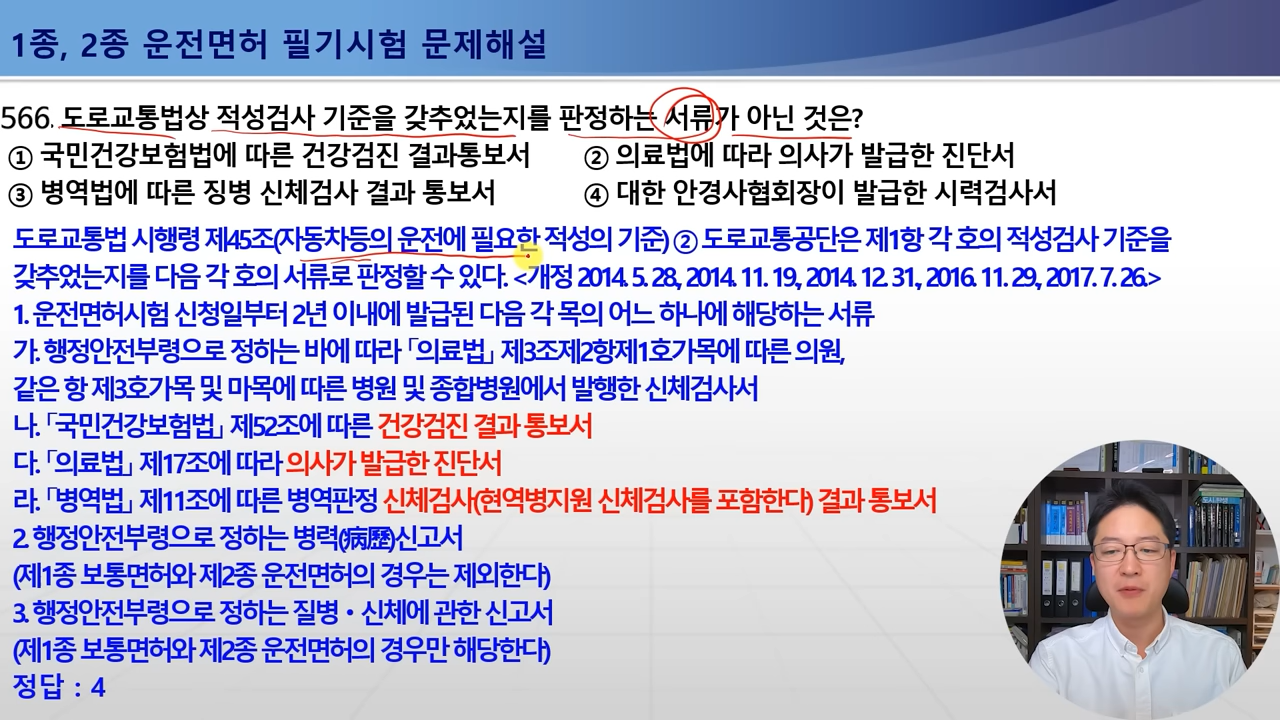 1종, 2종 운전면허 필기시험 문제해설
566. 도로교통법상 적성검사 기준을 갖추었는지를 판정하는 서류가 아닌 것은?
① 국민건강보험법에 따른 건강검진 결과통보서 ② 의료법에 따라 의사가 발급한 진단서
③ 병역법에 따른 징병 신체검사 결과 통보서 ④ 대한 안경사협회장이 발급한 시력검사서
도로교통법 시행령 제45조(자동차등의 운전에 필요한 적성의 기준) ② 도로교통공단은 제1항 각 호의 적성검사 기준을
갖추었는지를 다음 각 호의 서류로 판정할 수 있다. <개정 2014. 5. 28., 2014. 11. 19., 2014. 12. 31., 2016. 11. 29., 2017. 7. 26.>
1. 운전면허시험 신청일부터 2년 이내에 발급된 다음 각 목의 어느 하나에 해당하는 서류
가. 행정안전부령으로 정하는 바에 따라 「의료법」 제3조제2항제1호가목에 따른 의원,
같은 항 제3호가목 및 마목에 따른 병원 및 종합병원에서 발행한 신체검사서
나. 「국민건강보험법」 제52조에 따른 건강검진 결과 통보서
다. 「의료법」 제17조에 따라 의사가 발급한 진단서
라. 「병역법」 제11조에 따른 병역판정 신체검사(현역병지원 신체검사를 포함한다) 결과 통보서
2. 행정안전부령으로 정하는 병력(病歷)신고서
(제1종 보통면허와 제2종 운전면허의 경우는 제외한다)
3. 행정안전부령으로 정하는 질병·신체에 관한 신고서
(제1종 보통면허와 제2종 운전면허의 경우만 해당한다)
정답 : 4